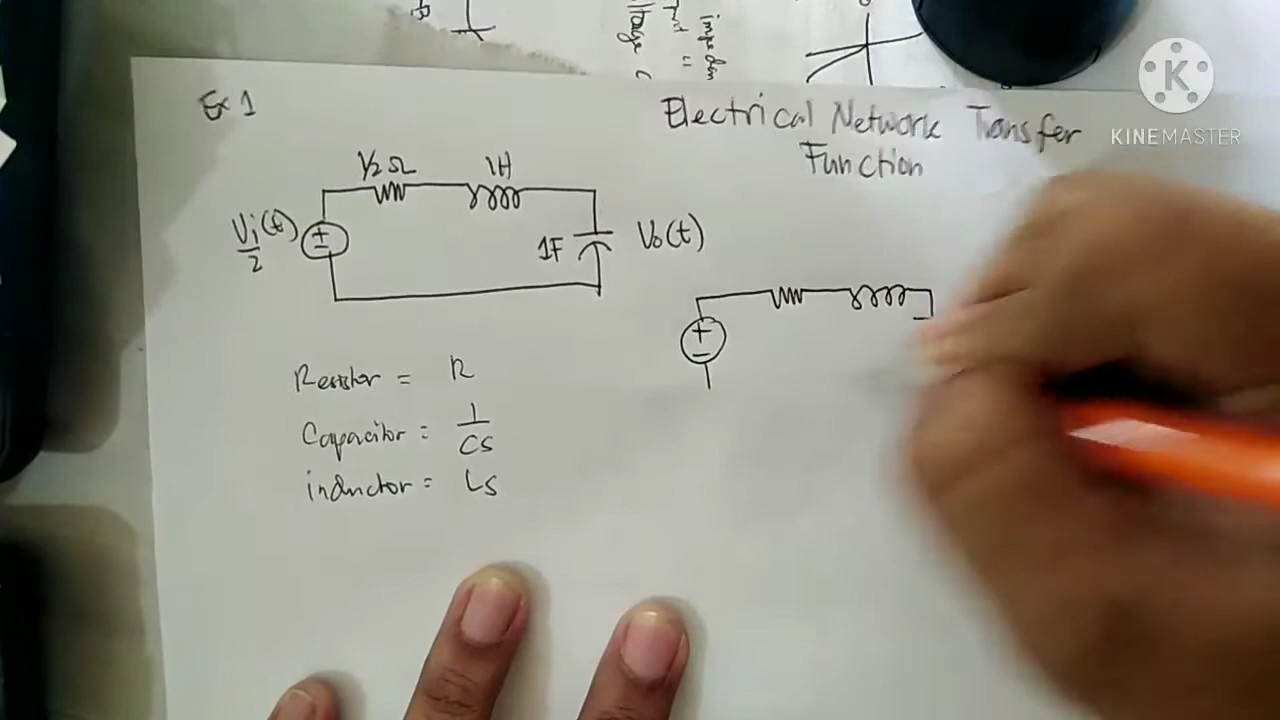 Ex 1
Electrical Network Transfer
Function
KINEMASTER
½ Ω
1H
Vi(t)
2
1F
Vo(t)
+
−
+
−
Resistor = R
Capacitor = 1
Cs
inductor = Ls
impeden